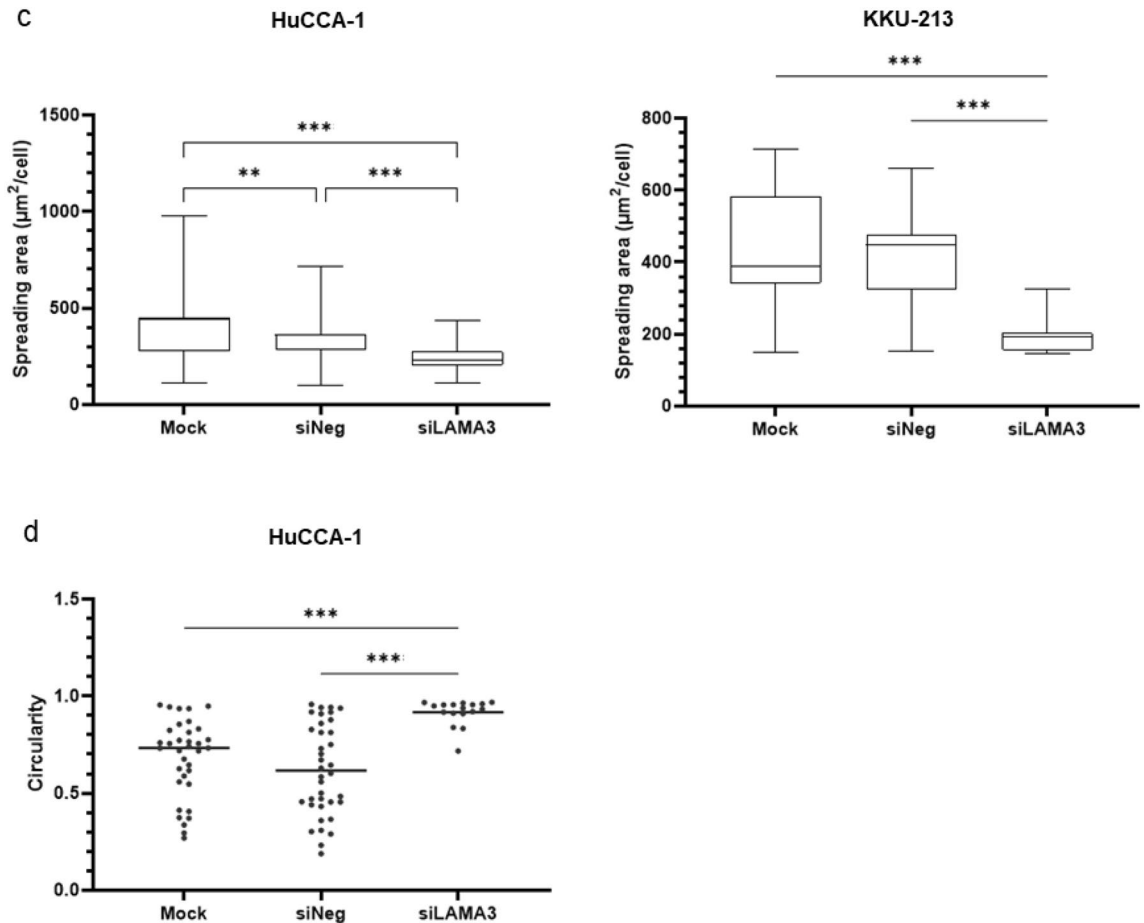 c
HuCCA-1
KKU-213
Spreading area (µm²/cell)
1500
1000
500
0
***
**
***
Mock
siNeg
siLAMA3
Spreading area (µm²/cell)
800
600
400
200
0
***
***
Mock
siNeg
siLAMA3
d
HuCCA-1
Circularity
1.5
1.0
0.5
0.0
***
***
Mock
siNeg
siLAMA3